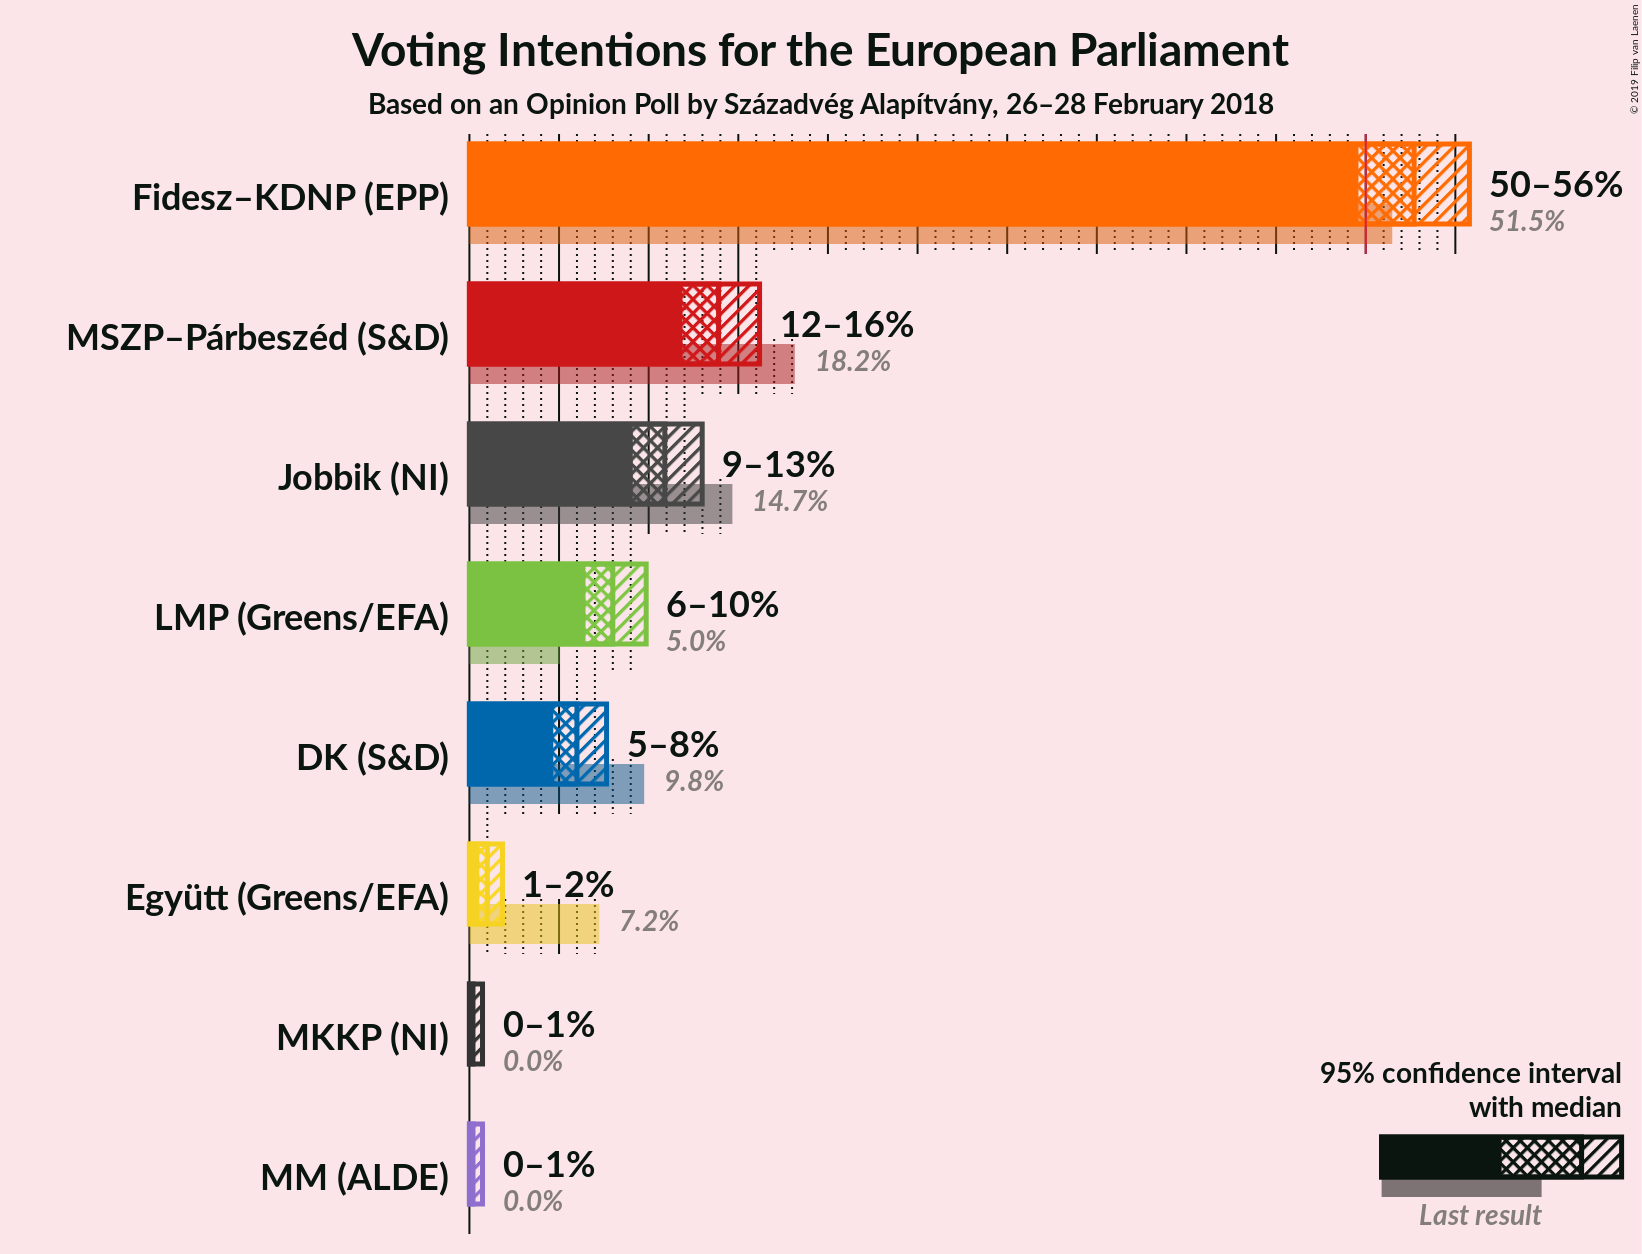 Voting Intentions for the European Parliament
Based on an Opinion Poll by Századvég Alapítvány, 26–28 February 2018
© 2019 Filip van Laenen
Fidesz–KDNP (EPP)
50–56%
51.5%
MSZP–Párbeszéd (S&D)
12–16%
18.2%
Jobbik (NI)
9–13%
14.7%
LMP (Greens/EFA)
6–10%
5.0%
DK (S&D)
5–8%
9.8%
Együtt (Greens/EFA)
1–2%
7.2%
MKKP (NI)
0–1%
0.0%
MM (ALDE)
0–1%
0.0%
95% confidence interval
with median
Last result